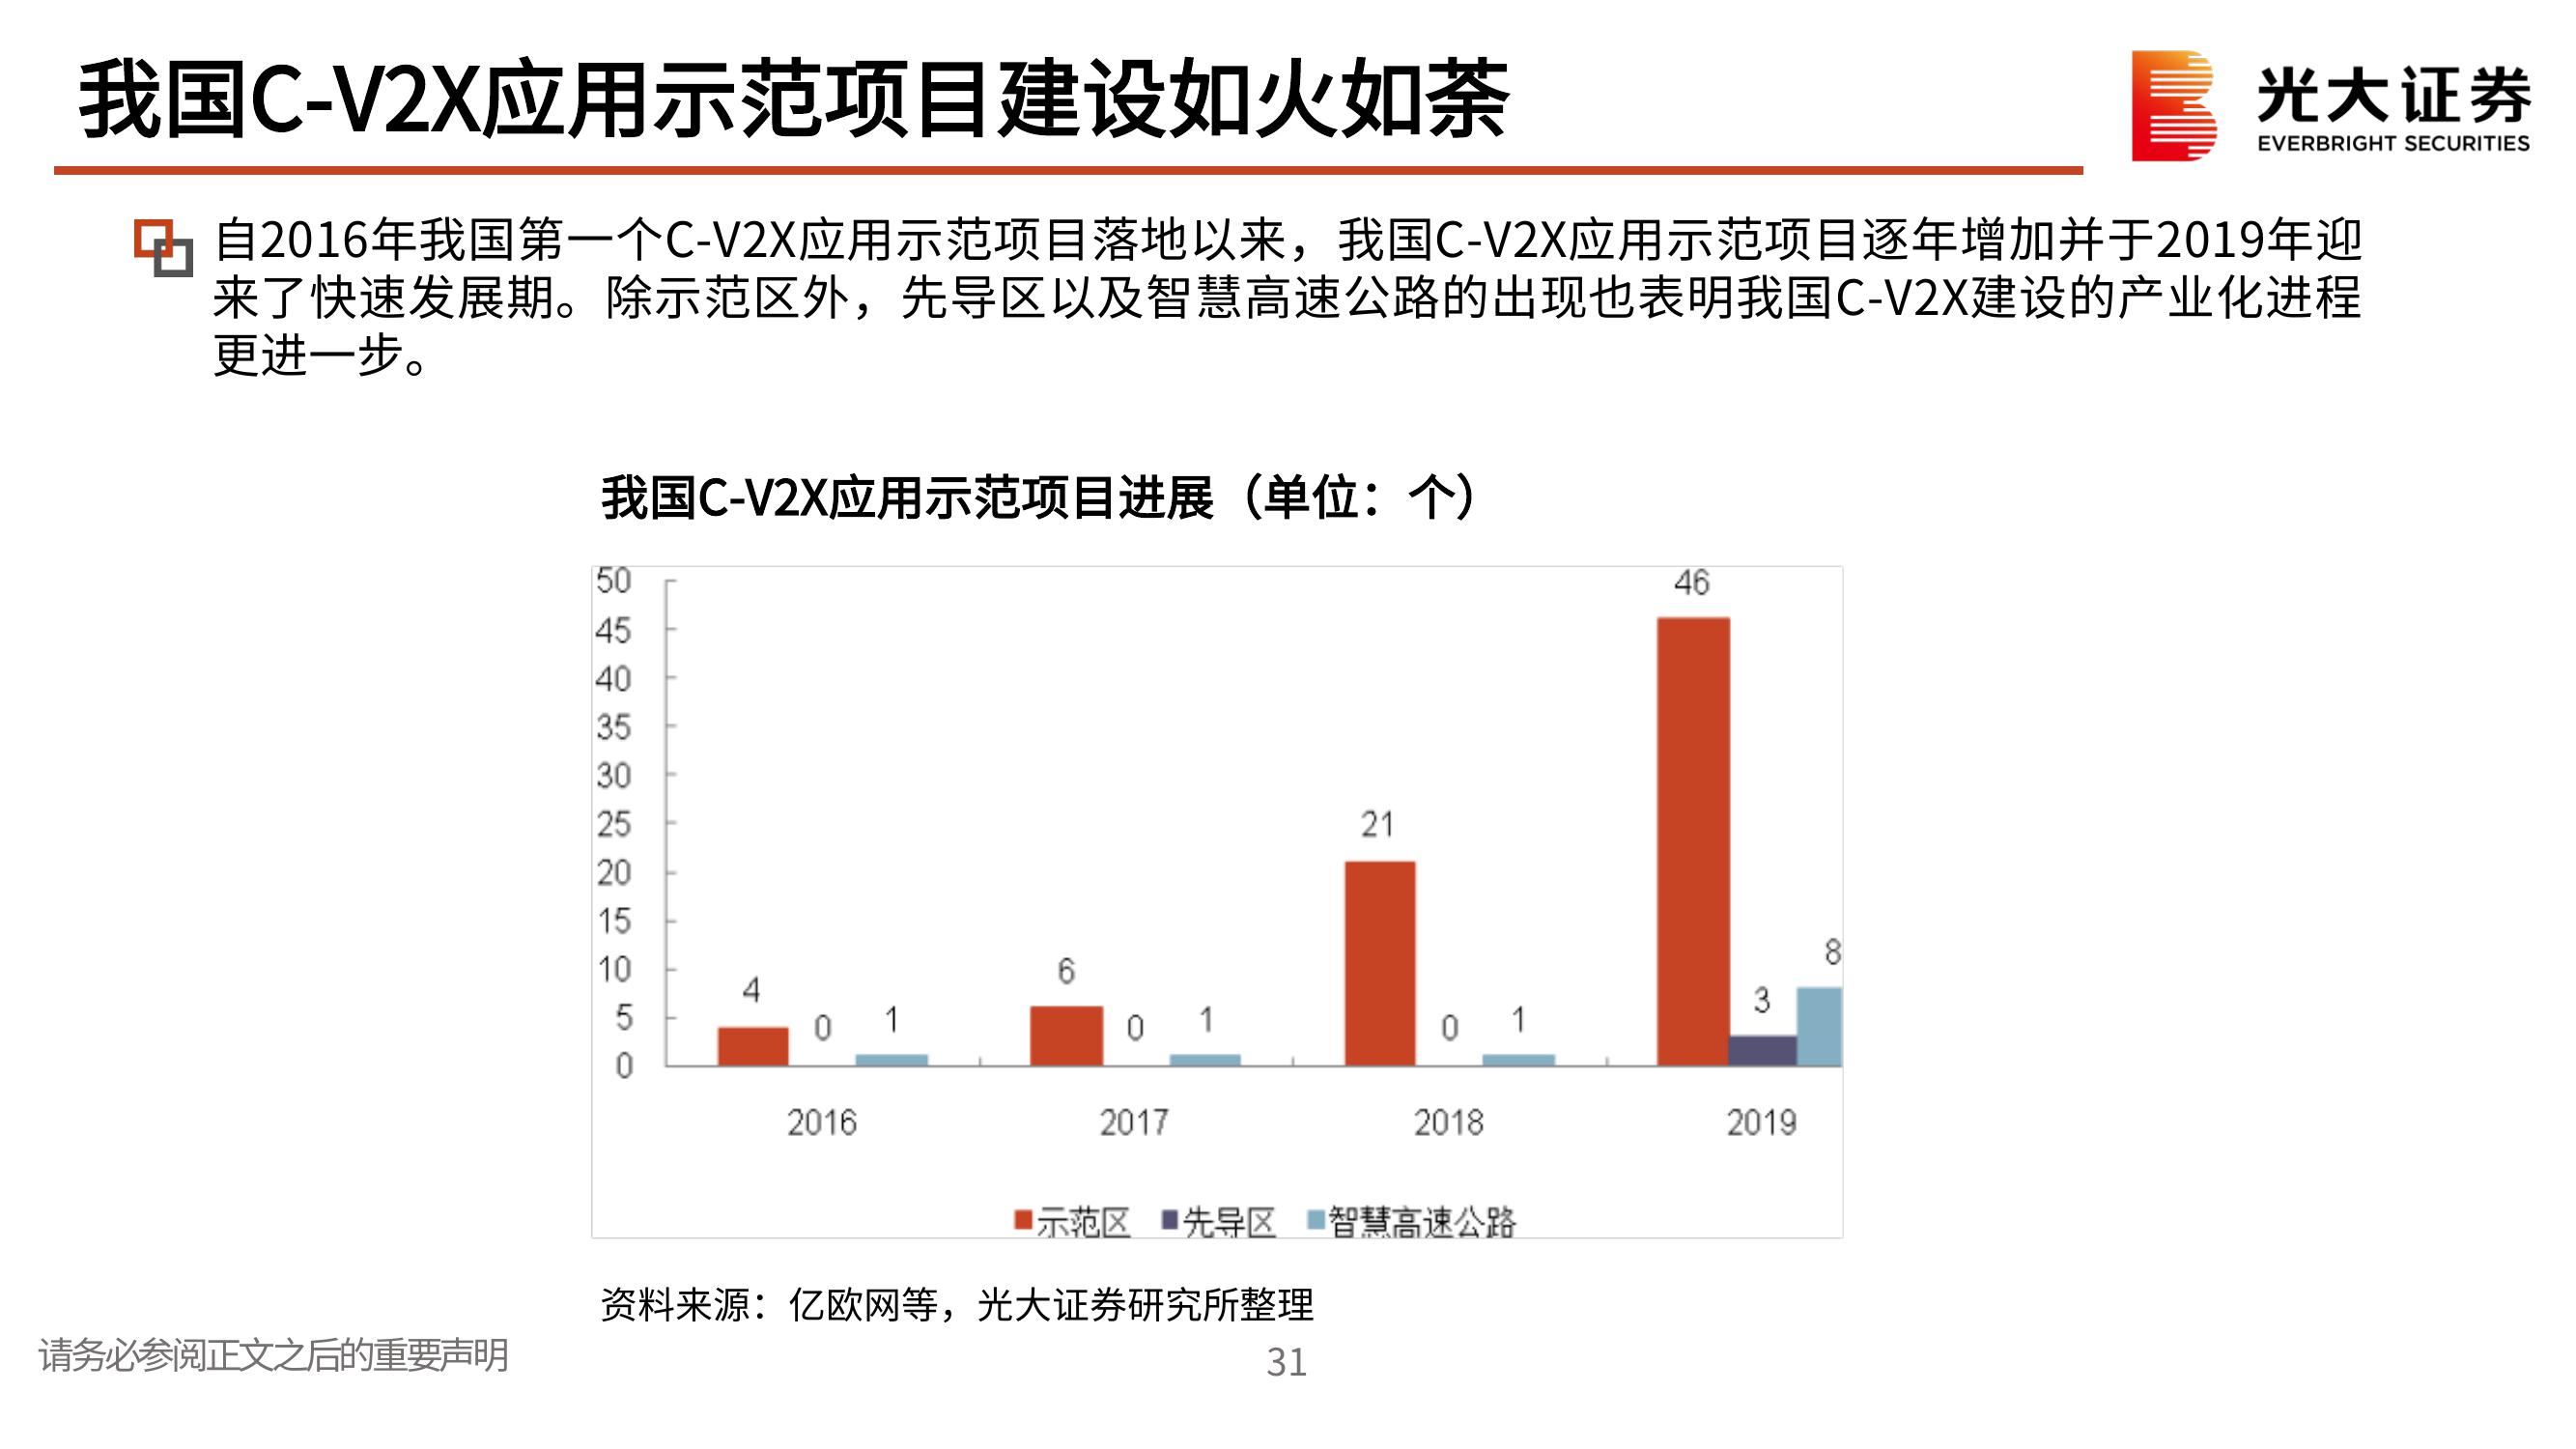 我国C-V2X应用示范项目建设如火如荼
光大证券
EVERBRIGHT SECURITIES
自2016年我国第一个C-V2X应用示范项目落地以来，我国C-V2X应用示范项目逐年增加并于2019年迎
来了快速发展期。除示范区外，先导区以及智慧高速公路的出现也表明我国C-V2X建设的产业化进程
更进一步。
我国C-V2X应用示范项目进展（单位：个）
50
45
40
35
30
25
20
15
10
5
0
4 0 1
6 0 1
21 0 1
46 3 8
2016 2017 2018 2019
示范区 先导区 智慧高速公路
资料来源：亿欧网等，光大证券研究所整理
请务必参阅正文之后的重要声明
31